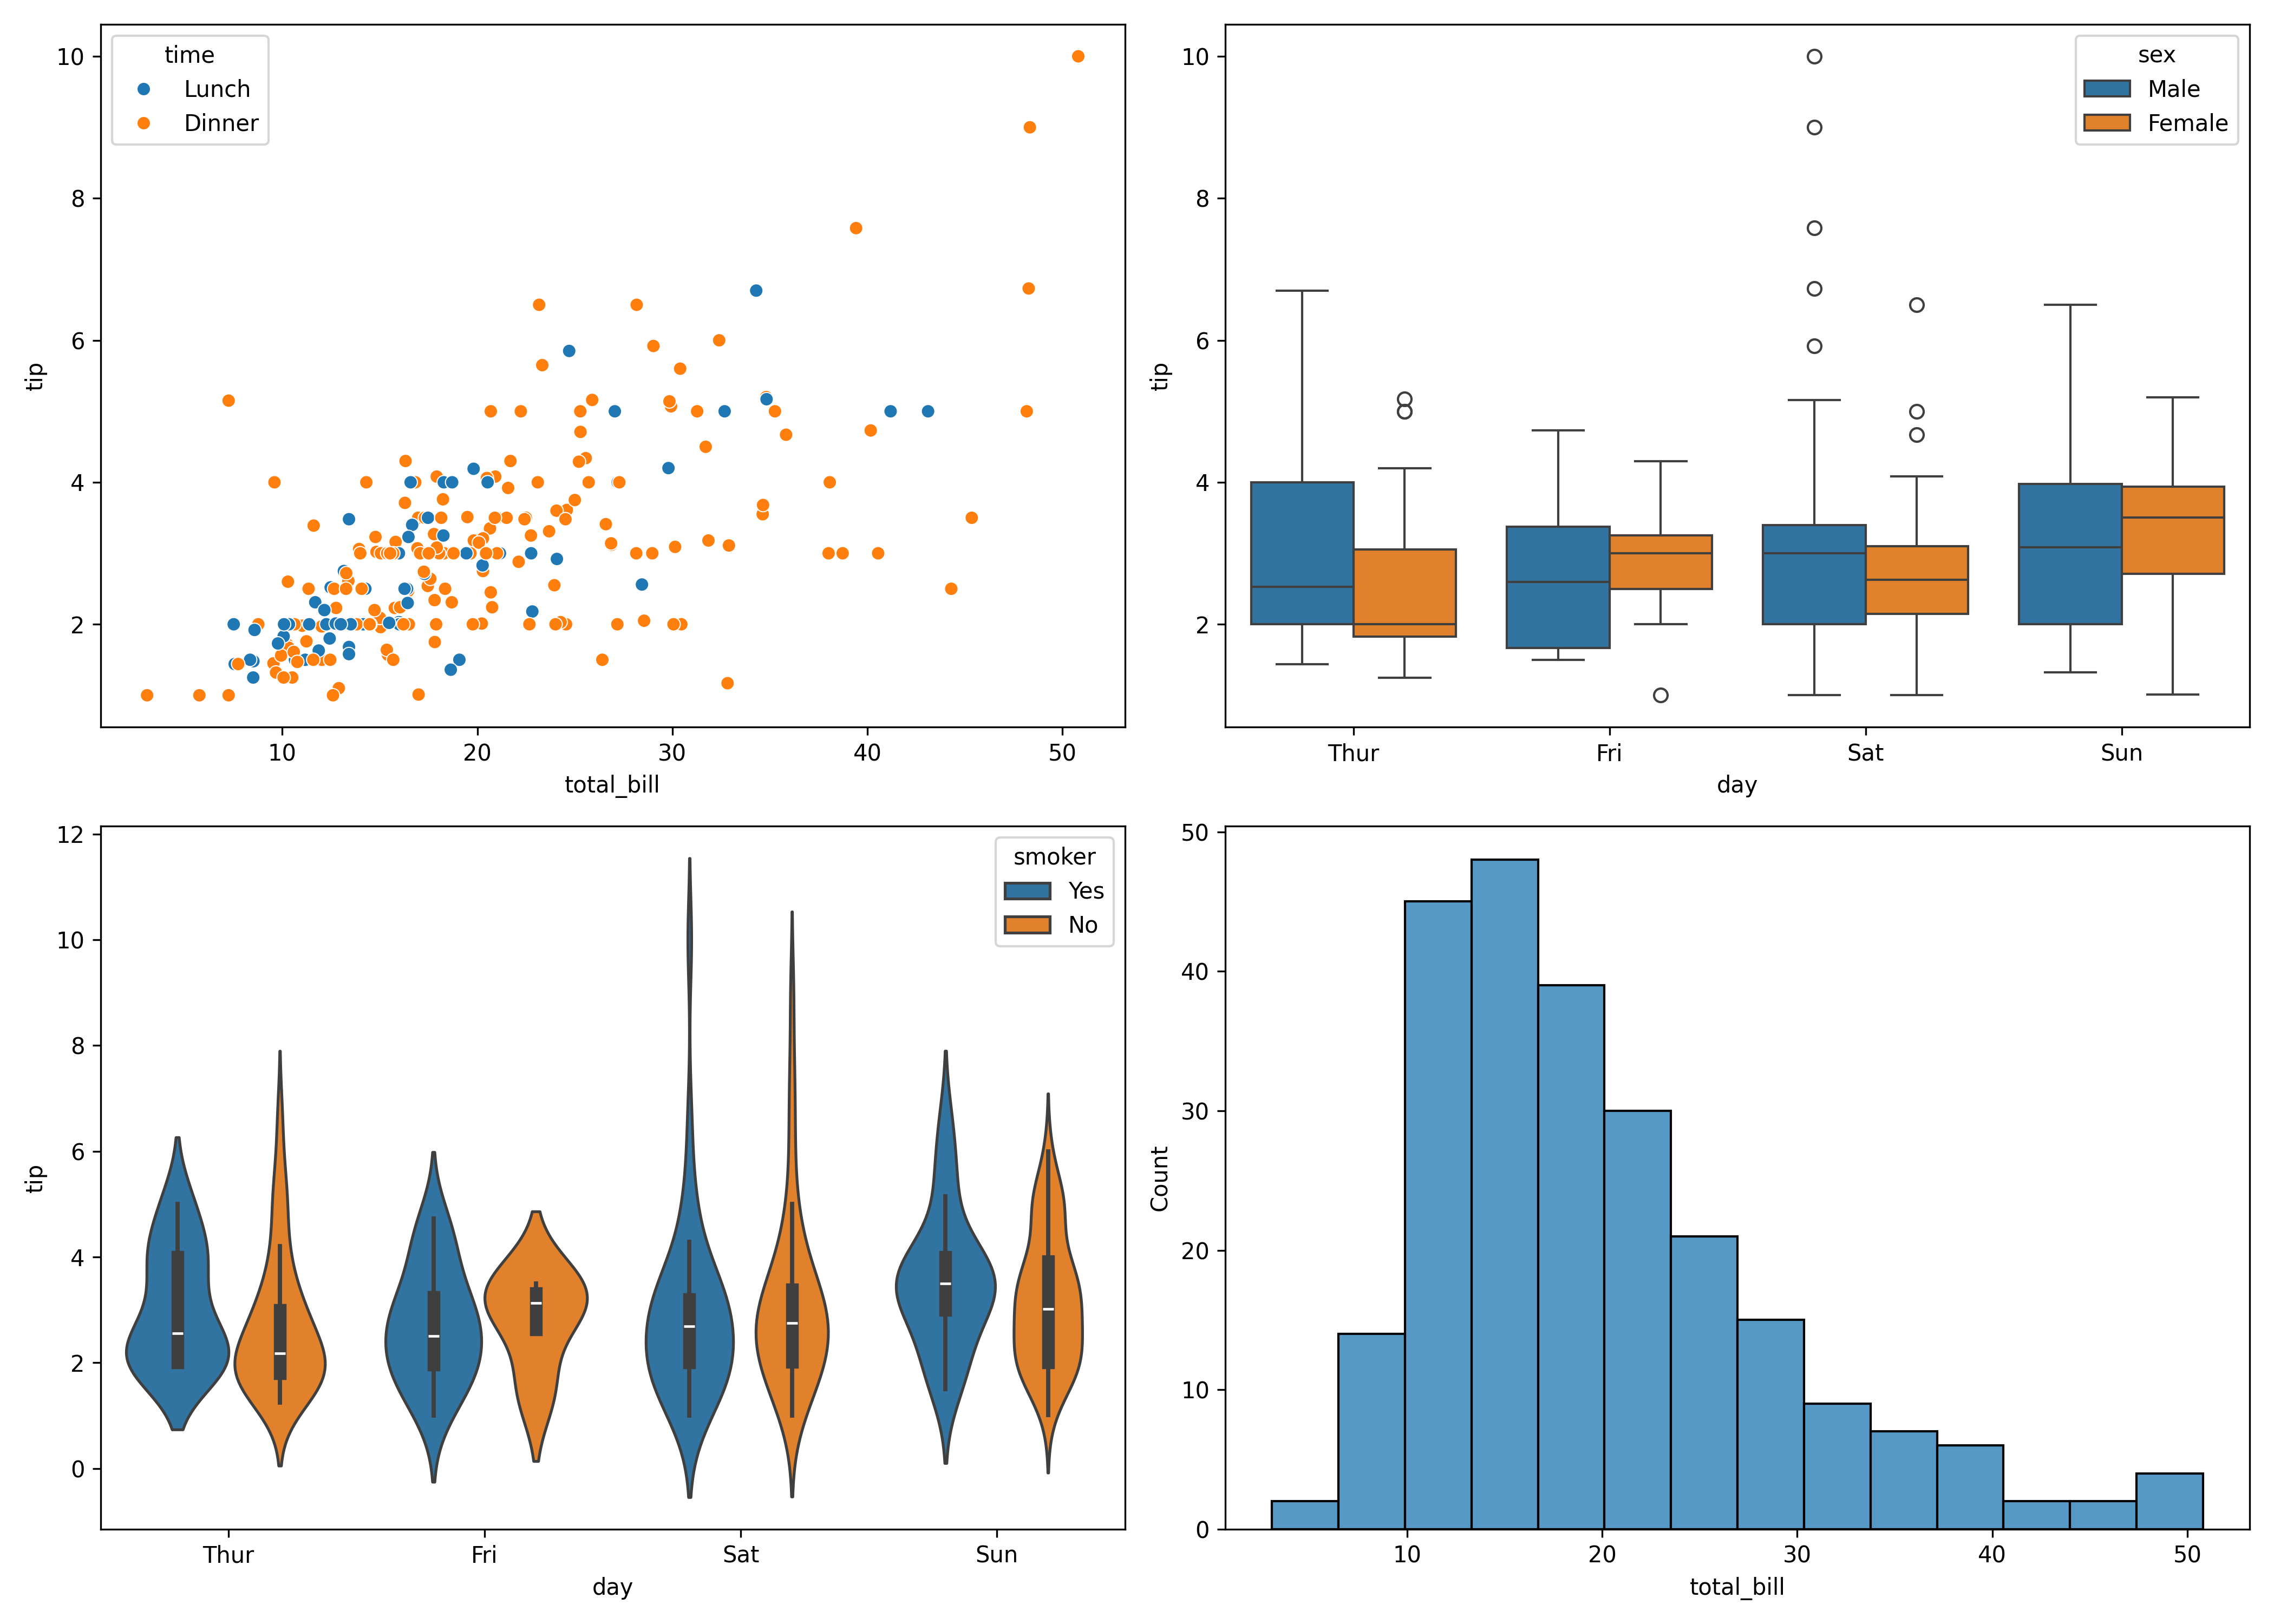 time
Lunch
Dinner
10
8
6
4
2
tip
10
20
30
40
50
total_bill
sex
Male
Female
10
8
6
4
2
tip
Thur
Fri
Sat
Sun
day
smoker
Yes
No
12
10
8
6
4
2
0
tip
Thur
Fri
Sat
Sun
day
50
40
30
20
10
0
Count
10
20
30
40
50
total_bill